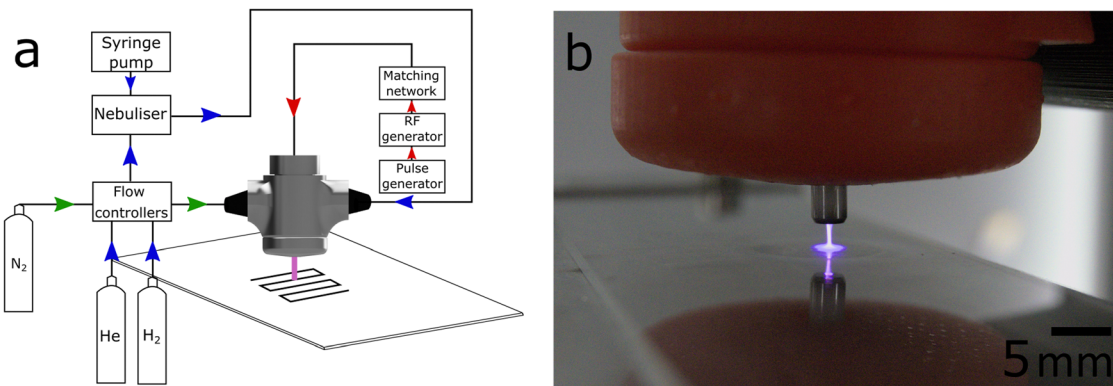 a
Syringe
pump
Nebuliser
Flow
controllers
Matching
network
RF
generator
Pulse
generator
N₂
He
H₂
b
5 mm